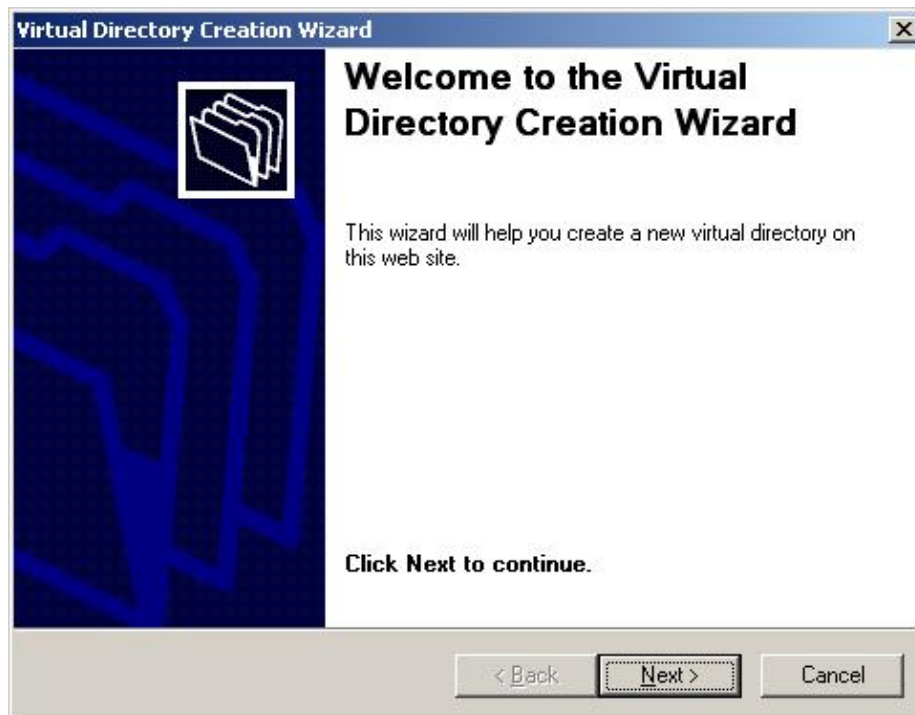 Virtual Directory Creation Wizard
Welcome to the Virtual
Directory Creation Wizard
This wizard will help you create a new virtual directory on
this web site.
Click Next to continue.
< Back
Next >
Cancel